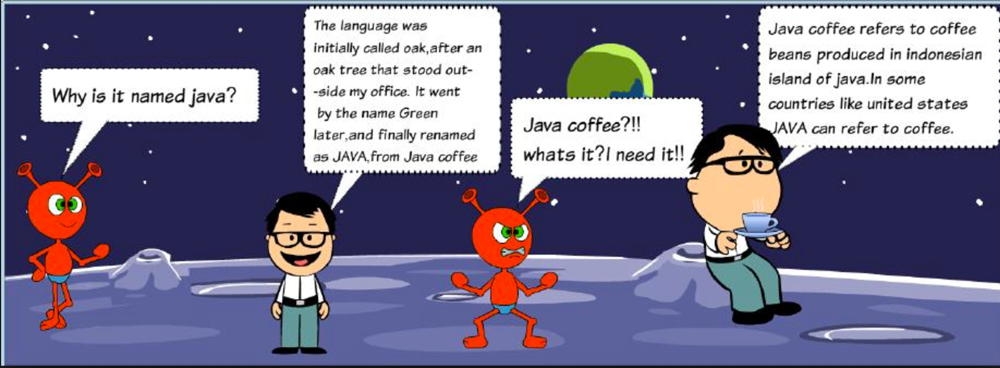 Why is it named java?
The language was
initially called oak,after an
oak tree that stood out-
-side my office. It went
by the name Green
later,and finally renamed
as JAVA,from Java coffee
Java coffee?!!
whats it?I need it!!
Java coffee refers to coffee
beans produced in indonesian
island of java.In some
countries like united states
JAVA can refer to coffee.